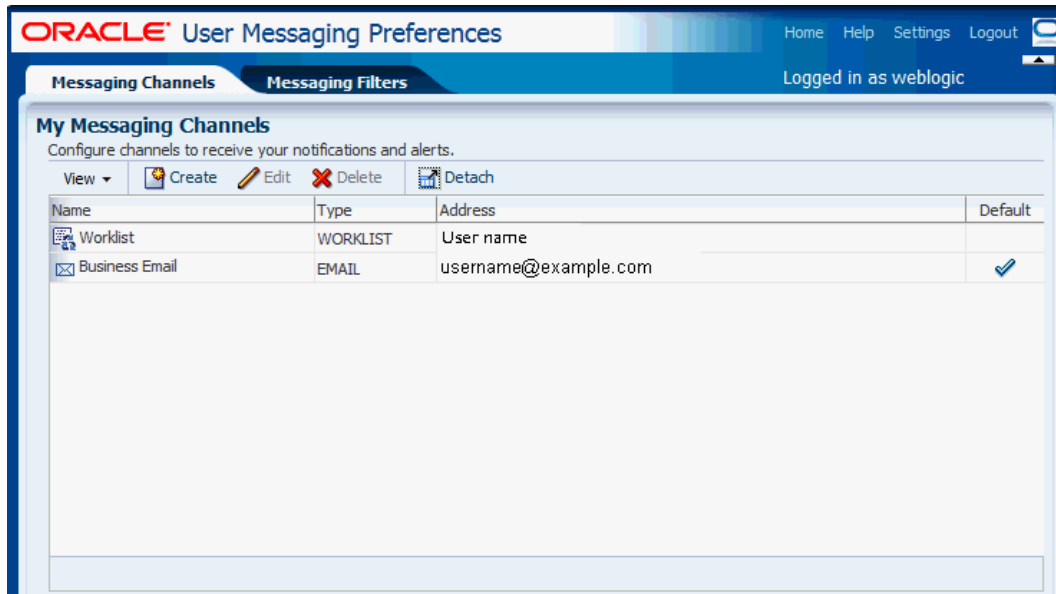 ORACLE User Messaging Preferences
Home Help Settings Logout
Messaging Channels Messaging Filters Logged in as weblogic
My Messaging Channels
Configure channels to receive your notifications and alerts.
View Create Edit Delete Detach
Name Type Address Default
Worklist WORKLIST User name
Business Email EMAIL username@example.com